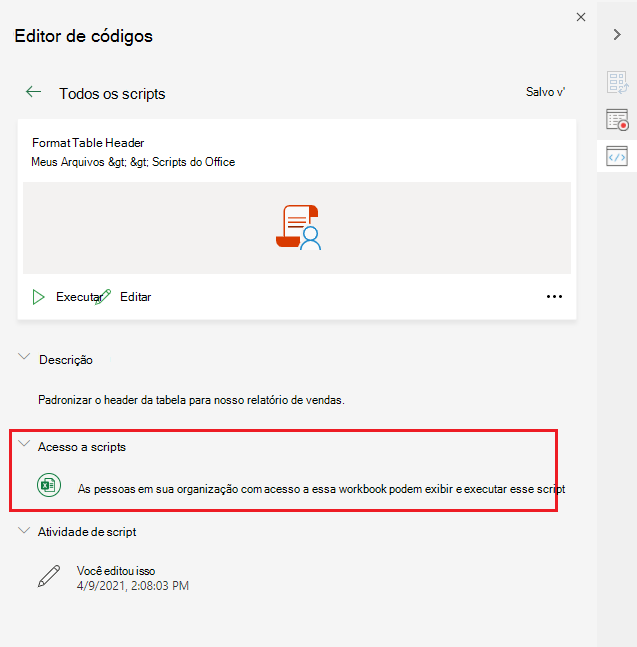 Editor de códigos
Todos os scripts
Salvo v'
Format Table Header
Meus Arquivos &gt; &gt; Scripts do Office
Executar
Editar
Descrição
Padronizar o header da tabela para nosso relatório de vendas.
Acesso a scripts
As pessoas em sua organização com acesso a essa workbook podem exibir e executar esse script
Atividade de script
Você editou isso
4/9/2021, 2:08:03 PM